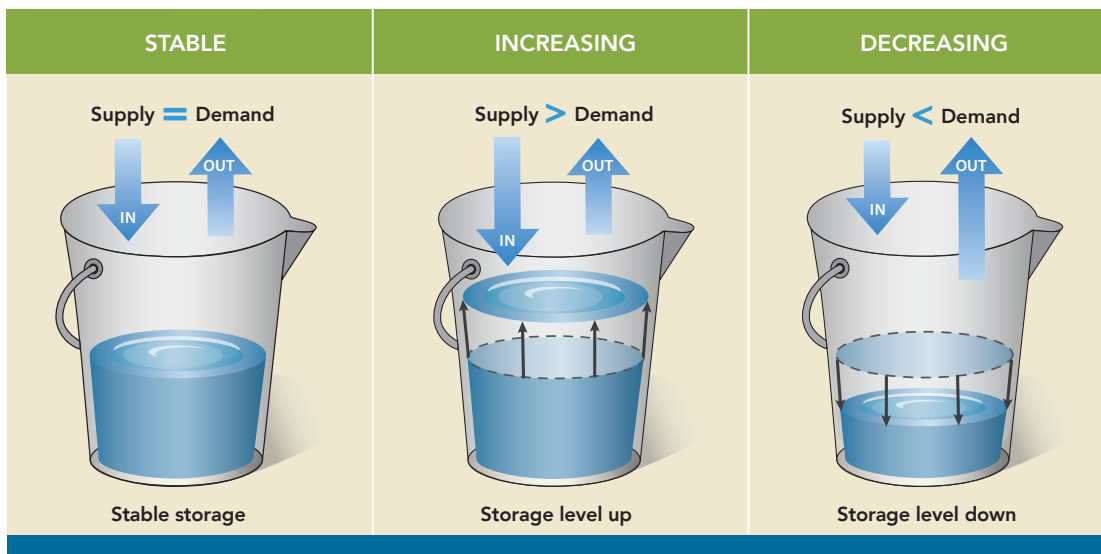 STABLE
Supply = Demand
IN
OUT
Stable storage
INCREASING
Supply > Demand
IN
OUT
Storage level up
DECREASING
Supply < Demand
IN
OUT
Storage level down